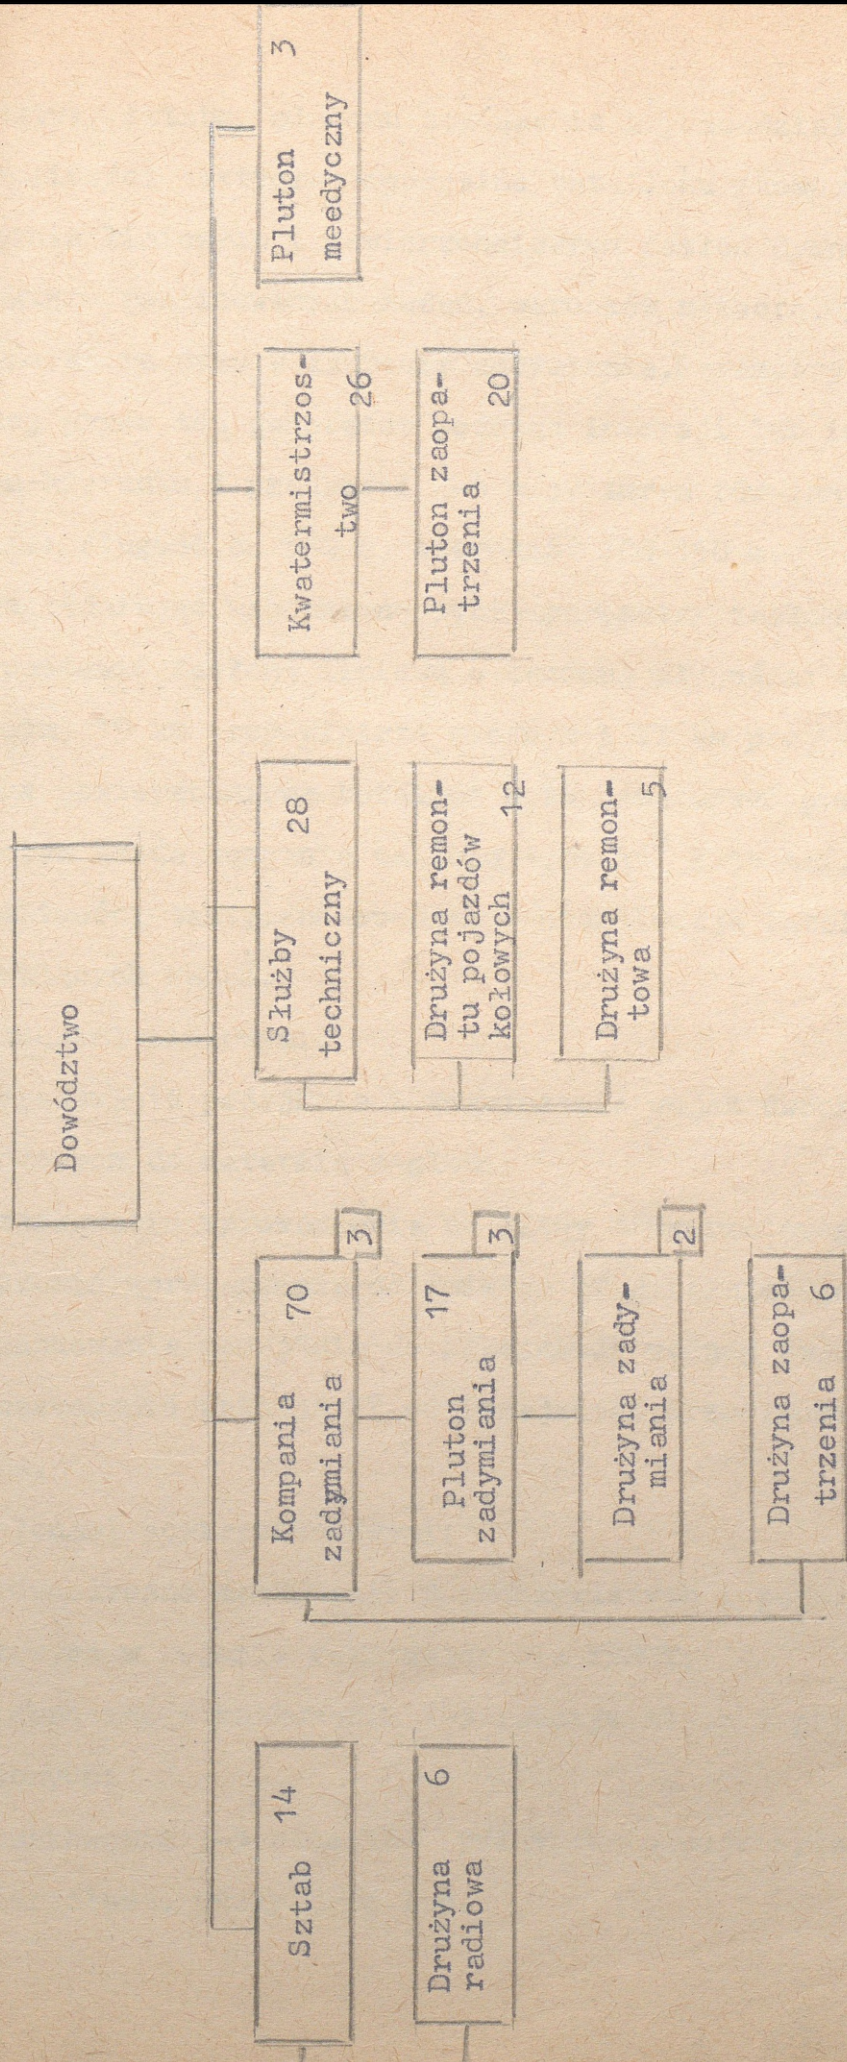 Dowództwo
Sztab 14
Drużyna 6
radiowa
Kompania 70
zadymiania
3
17
Pluton
zadymiania
3
Drużyna zady-
miania
2
Drużyna zaopa-
trzenia 6
Służby 28
techniczny
Drużyna remon-
tu pojazdów
kołowych 12
Drużyna remon-
towa 5
Kwatermistrzos-
two 26
Pluton zaopa-
trzenia 20
Pluton 3
meedyczny